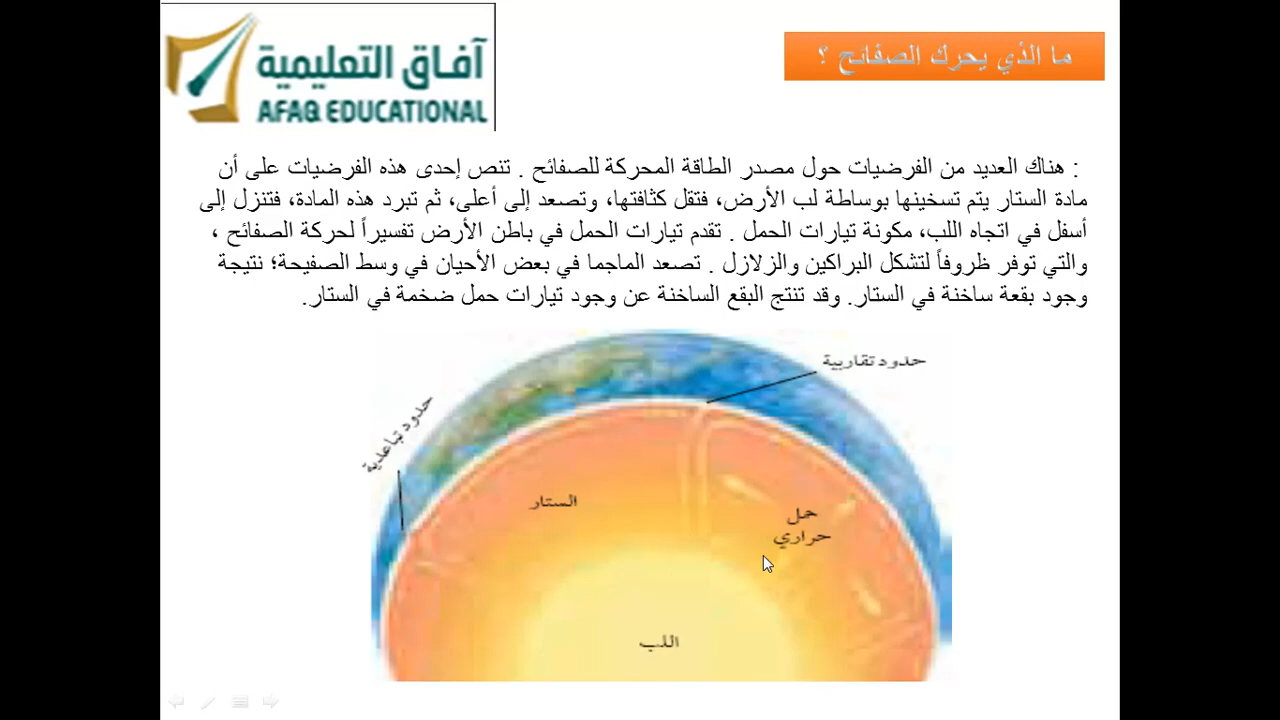 آفاق التعليمية
AFAQ EDUCATIONAL
ما الذي يحرك الصفائح ؟
: هناك العديد من الفرضيات حول مصدر الطاقة المحركة للصفائح . تنص إحدى هذه الفرضيات على أن
مادة الستار يتم تسخينها بوساطة لب الأرض، فتقل كثافتها، وتصعد إلى أعلى، ثم تبرد هذه المادة، فتنزل إلى
أسفل في اتجاه اللب، مكونة تيارات الحمل . تقدم تيارات الحمل في باطن الأرض تفسيراً لحركة الصفائح ،
والتي توفر ظروفاً لتشكل البراكين والزلازل . تصعد الماجما في بعض الأحيان في وسط الصفيحة؛ نتيجة
وجود بقعة ساخنة في الستار. وقد تنتج البقع الساخنة عن وجود تيارات حمل ضخمة في الستار.
حدود تقاربية
حدود تباعدية
الستار
حمل
حراري
اللب